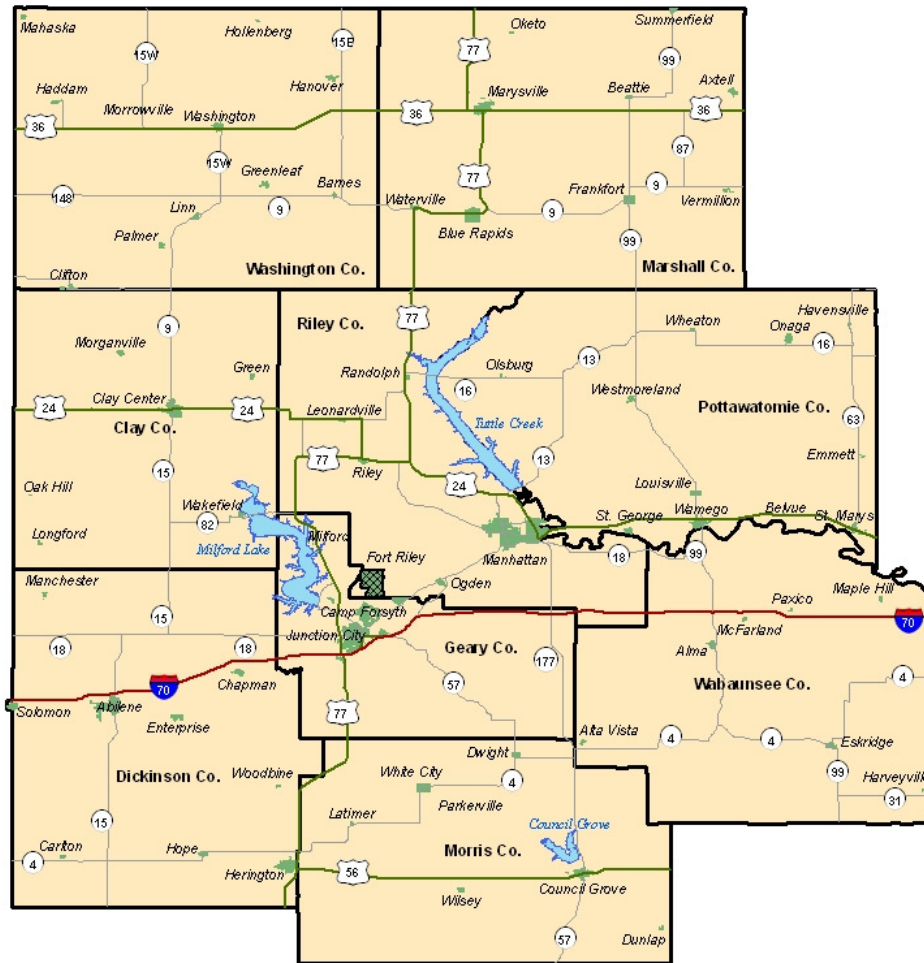 Mahaska
Hollenberg
15W
15E
77
Oketo
Summerfield
99
Haddam
Hanover
Marysville
Beattie
Axtell
Morrowville
Washington
36
36
36
15W
87
Greenleaf
Barnes
77
Frankfort
9
148
9
Waterville
9
Vermillion
Linn
Blue Rapids
Palmer
99
Clifton
Washington Co.
Marshall Co.
9
Riley Co.
77
Havensville
Wheaton
Onaga
16
Morganville
Green
Randolph
Olsburg
13
16
Westmoreland
24
Clay Center
24
Leonardville
Tuttle Creek
Pottawatomie Co.
63
Clay Co.
77
Riley
13
15
24
Emmett
Oak Hill
Wakefield
Louisville
82
St. George
Wamego
Belvue
St. Marys
Longford
Milford Lake
Milford
Manhattan
18
99
Fort Riley
Manchester
Ogden
Maple Hill
15
Camp Forsyth
Paxico
70
18
18
Junction City
McFarland
Geary Co.
Alma
177
Chapman
57
Wabaunsee Co.
4
70
Solomon
Abilene
Enterprise
77
4
4
Alta Vista
Eskridge
Dwight
Dickinson Co.
Woodbine
White City
4
99
Harveyville
31
Parkerville
15
Latimer
Council Grove
Morris Co.
4
Carlton
Hope
Herington
56
Council Grove
Wilsey
57
Dunlap